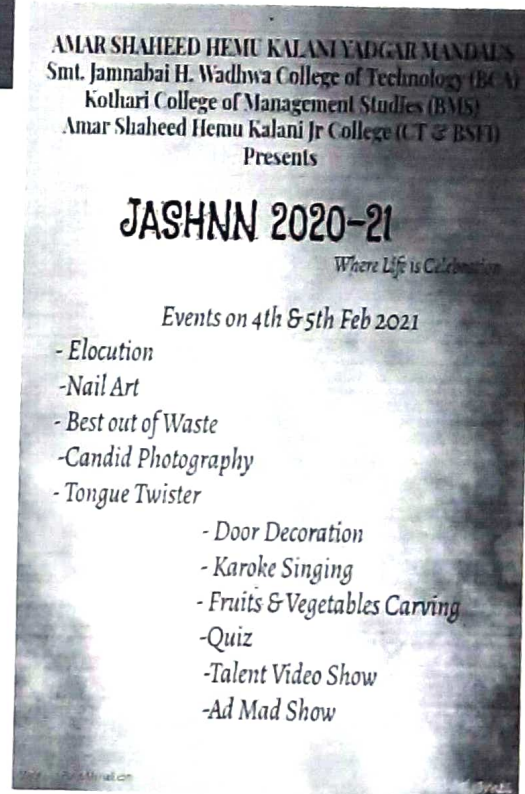 AMAR SHAHEED HEMU KALANI YADGAR MANDAL'S
Smt. Jamnabai H. Wadhwa College of Technology (BCA)
Kothari College of Management Studies (BMS)
Amar Shaheed Hemu Kalani Jr College (CT & BSFI)
Presents
JASHNN 2020-21
Where Life is Celebration
Events on 4th & 5th Feb 2021
- Elocution
-Nail Art
- Best out of Waste
-Candid Photography
- Tongue Twister
- Door Decoration
- Karoke Singing
- Fruits & Vegetables Carving
-Quiz
-Talent Video Show
-Ad Mad Show